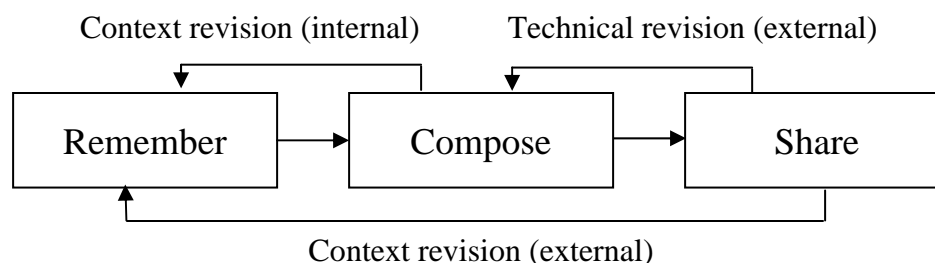 Context revision (internal)
Technical revision (external)
Remember
Compose
Share
Context revision (external)